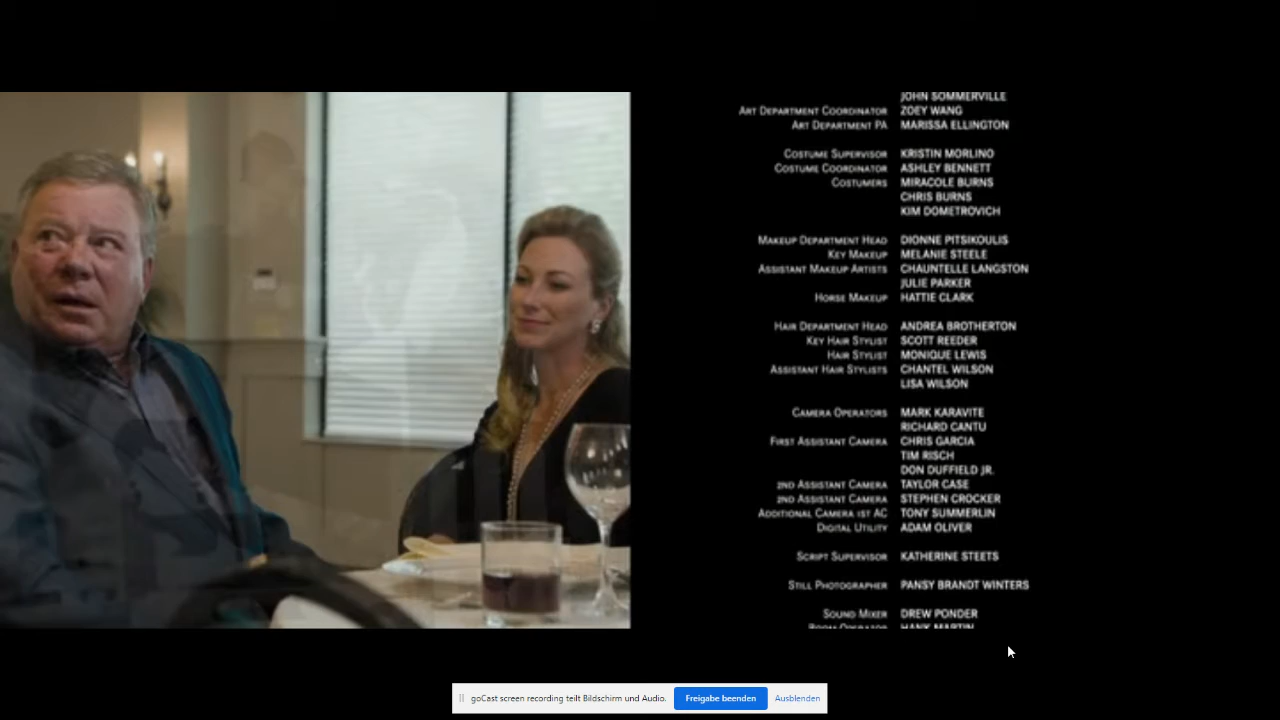 JOHN SOMMERVILLE
ART DEPARTMENT COORDINATOR ZOEY WANG
ART DEPARTMENT PA MARISSA ELLINGTON
COSTUME SUPERVISOR KRISTIN MORLINO
COSTUME COORDINATOR ASHLEY BENNETT
COSTUMERS MIRACOLE BURNS
CHRIS BURNS
KIM DOMETROVICH
MAKEUP DEPARTMENT HEAD DIONNE PITSIKOULIS
KEY MAKEUP MELANIE STEELE
ASSISTANT MAKEUP ARTISTS CHAUNTELLE LANGSTON
JULIE PARKER
HORSE MAKEUP HATTIE CLARK
HAIR DEPARTMENT HEAD ANDREA BROTHERTON
KEY HAIR STYLIST SCOTT REEDER
HAIR STYLIST MONIQUE LEWIS
ASSISTANT HAIR STYLISTS CHANTEL WILSON
LISA WILSON
CAMERA OPERATORS MARK KARAVITE
RICHARD CANTU
FIRST ASSISTANT CAMERA CHRIS GARCIA
TIM RISCH
DON DUFFIELD JR.
2ND ASSISTANT CAMERA TAYLOR CASE
2ND ASSISTANT CAMERA STEPHEN CROCKER
ADDITIONAL CAMERA 1ST AC TONY SUMMERLIN
DIGITAL UTILITY ADAM OLIVER
SCRIPT SUPERVISOR KATHERINE STEETS
STILL PHOTOGRAPHER PANSY BRANDT WINTERS
SOUND MIXER DREW PONDER
BOOM OPERATOR HANK MARTIN
goCast screen recording teilt Bildschirm und Audio. Freigabe beenden Ausblenden